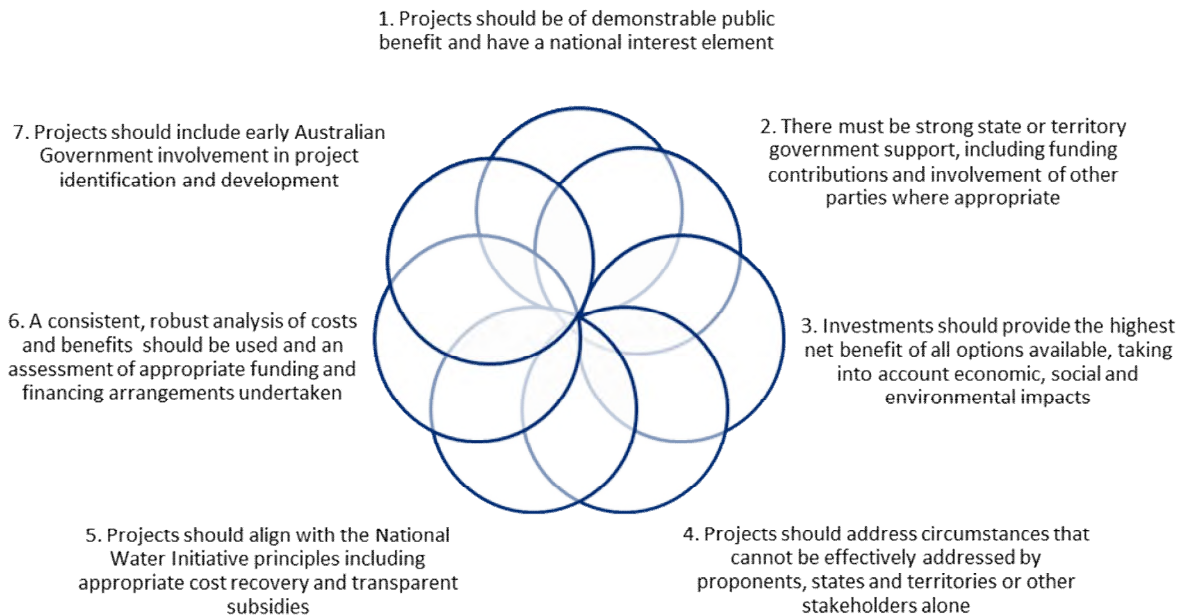 1. Projects should be of demonstrable public
benefit and have a national interest element
2. There must be strong state or territory
government support, including funding
contributions and involvement of other
parties where appropriate
3. Investments should provide the highest
net benefit of all options available, taking
into account economic, social and
environmental impacts
4. Projects should address circumstances that
cannot be effectively addressed by
proponents, states and territories or other
stakeholders alone
5. Projects should align with the National
Water Initiative principles including
appropriate cost recovery and transparent
subsidies
6. A consistent, robust analysis of costs
and benefits should be used and an
assessment of appropriate funding and
financing arrangements undertaken
7. Projects should include early Australian
Government involvement in project
identification and development